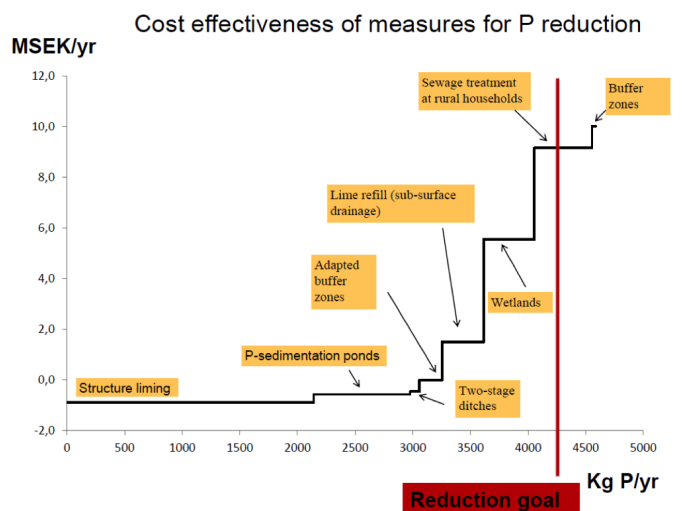 Cost effectiveness of measures for P reduction
MSEK/yr
12,0
10,0
8,0
6,0
4,0
2,0
0,0
-2,0
Sewage treatment
at rural households
Buffer
zones
Lime refill (sub-surface
drainage)
Adapted
buffer
zones
Wetlands
P-sedimentation ponds
Structure liming
Two-stage
ditches
0
500
1000
1500
2000
2500
3000
3500
4000
4500
5000
Kg P/yr
Reduction goal